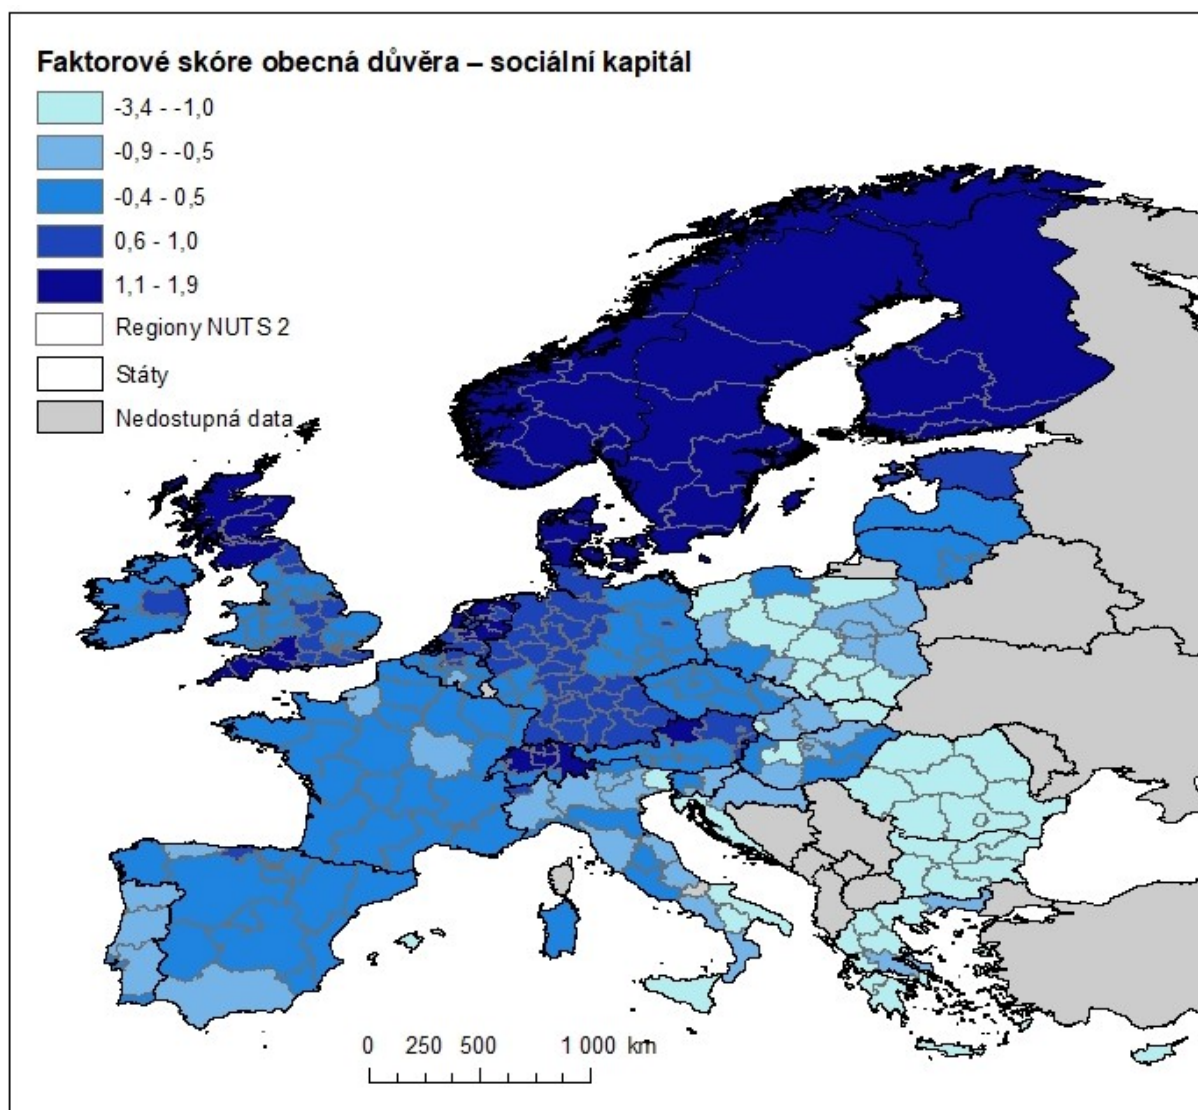 Faktorové skóre obecná důvěra – sociální kapitál
-3,4 - -1,0
-0,9 - -0,5
-0,4 - 0,5
0,6 - 1,0
1,1 - 1,9
Regiony NUTS 2
Státy
Nedostupná data
0 250 500 1 000 km